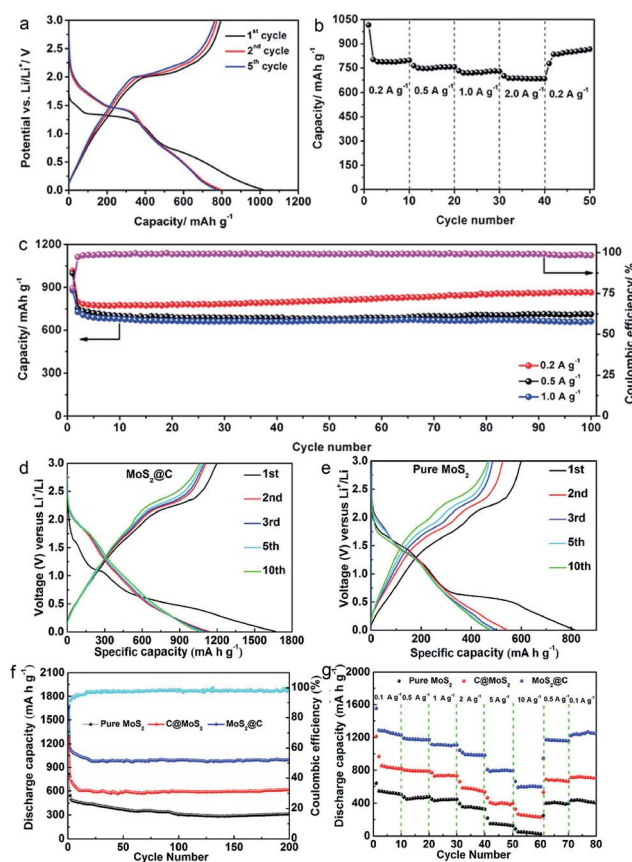 a
3.0
2.5
2.0
1.5
1.0
0.5
0.0
Potential vs. Li/Li⁺/ V
1ˢᵗ cycle
2ⁿᵈ cycle
5ᵗʰ cycle
0 200 400 600 800 1000 1200
Capacity/ mAh g⁻¹
b
1050
900
750
600
450
300
150
0
Capacity/ mAh g⁻¹
0.2 A g⁻¹ 0.5 A g⁻¹ 1.0 A g⁻¹ 2.0 A g⁻¹ 0.2 A g⁻¹
0 10 20 30 40 50
Cycle number
c
1200
900
600
300
0
Capacity/ mAh g⁻¹
100
75
50
25
0
Coulombic efficiency/ %
0.2 A g⁻¹
0.5 A g⁻¹
1.0 A g⁻¹
0 10 20 30 40 50 60 70 80 90 100
Cycle number
d
MoS₂@C
3.0
2.5
2.0
1.5
1.0
0.5
0.0
Voltage (V) versus Li⁺/Li
1st
2nd
3rd
5th
10th
0 300 600 900 1200 1500 1800
Specific capacity (mA h g⁻¹)
e
Pure MoS₂
3.0
2.5
2.0
1.5
1.0
0.5
0.0
Voltage (V) versus Li⁺/Li
1st
2nd
3rd
5th
10th
0 200 400 600 800
Specific capacity (mA h g⁻¹)
f
2100
1800
1500
1200
900
600
300
0
Discharge capacity (mA h g⁻¹)
100
80
60
40
20
0
Coulombic efficiency (%)
Pure MoS₂ C@MoS₂ MoS₂@C
0 40 80 120 160 200
Cycle Number
g
2100
1800
1500
1200
900
600
300
0
Discharge capacity (mA h g⁻¹)
Pure MoS₂ C@MoS₂ MoS₂@C
0.1 A g⁻¹ 0.5 A g⁻¹ 1 A g⁻¹ 2 A g⁻¹ 5 A g⁻¹ 10 A g⁻¹ 0.5 A g⁻¹ 0.1 A g⁻¹
0 10 20 30 40 50 60 70 80
Cycle Number